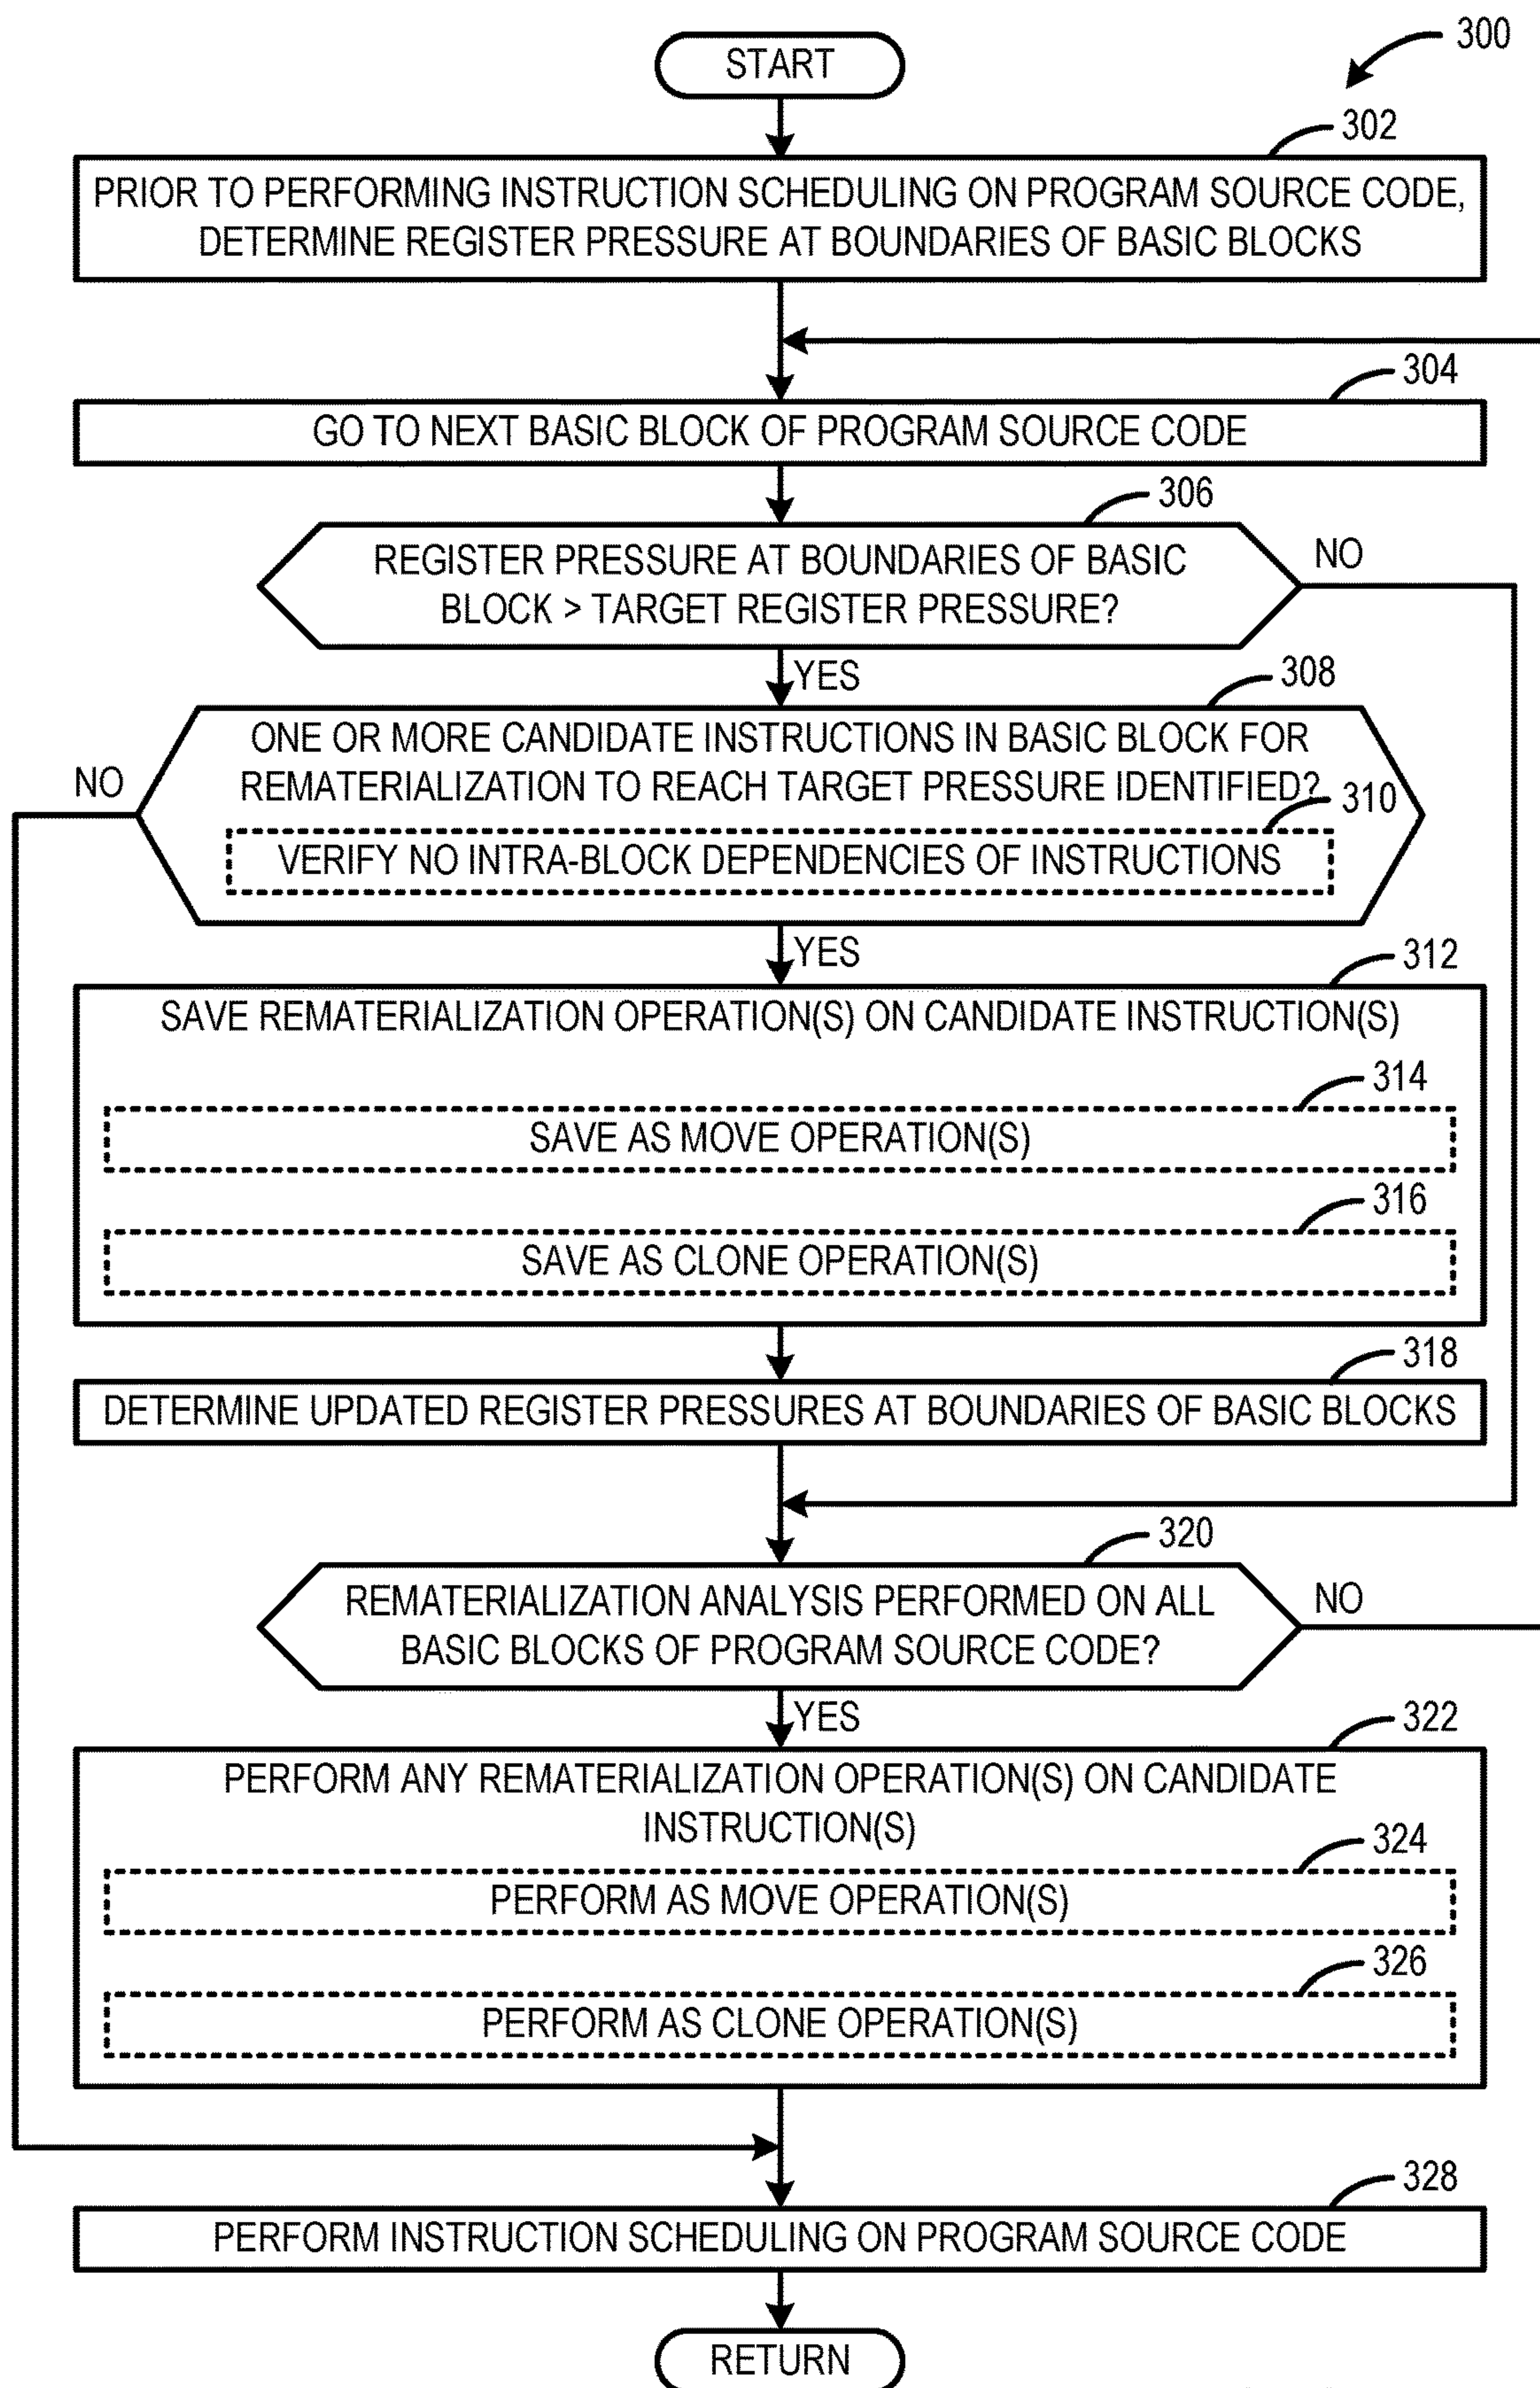 300
START
302
PRIOR TO PERFORMING INSTRUCTION SCHEDULING ON PROGRAM SOURCE CODE,
DETERMINE REGISTER PRESSURE AT BOUNDARIES OF BASIC BLOCKS
304
GO TO NEXT BASIC BLOCK OF PROGRAM SOURCE CODE
306
REGISTER PRESSURE AT BOUNDARIES OF BASIC
BLOCK > TARGET REGISTER PRESSURE?
NO
YES
308
ONE OR MORE CANDIDATE INSTRUCTIONS IN BASIC BLOCK FOR
REMATERIALIZATION TO REACH TARGET PRESSURE IDENTIFIED?
NO
310
VERIFY NO INTRA-BLOCK DEPENDENCIES OF INSTRUCTIONS
YES
312
SAVE REMATERIALIZATION OPERATION(S) ON CANDIDATE INSTRUCTION(S)
314
SAVE AS MOVE OPERATION(S)
316
SAVE AS CLONE OPERATION(S)
318
DETERMINE UPDATED REGISTER PRESSURES AT BOUNDARIES OF BASIC BLOCKS
320
REMATERIALIZATION ANALYSIS PERFORMED ON ALL
BASIC BLOCKS OF PROGRAM SOURCE CODE?
NO
YES
322
PERFORM ANY REMATERIALIZATION OPERATION(S) ON CANDIDATE
INSTRUCTION(S)
324
PERFORM AS MOVE OPERATION(S)
326
PERFORM AS CLONE OPERATION(S)
328
PERFORM INSTRUCTION SCHEDULING ON PROGRAM SOURCE CODE
RETURN